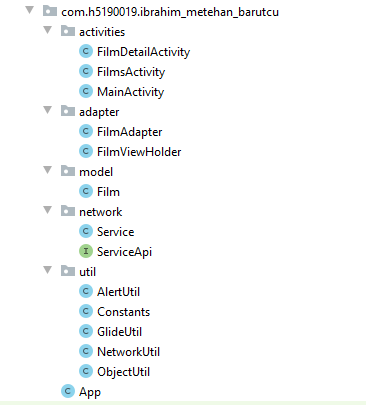 com.h5190019.ibrahim_metehan_barutcu
activities
C FilmDetailActivity
C FilmsActivity
C MainActivity
adapter
C FilmAdapter
C FilmViewHolder
model
C Film
network
C Service
I ServiceApi
util
C AlertUtil
C Constants
C GlideUtil
C NetworkUtil
C ObjectUtil
C App